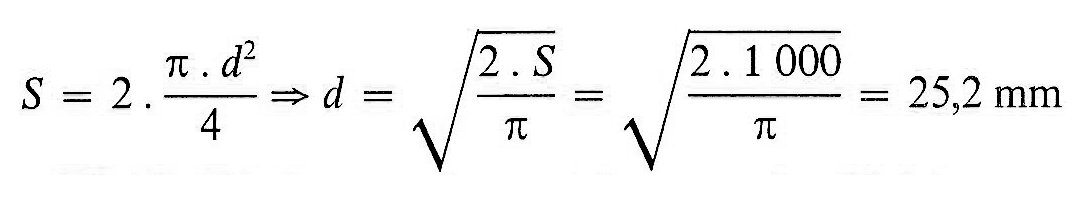 S = 2 . π . d² / 4 ⇒ d = √(2 . S / π) = √(2 . 1 000 / π) = 25,2 mm